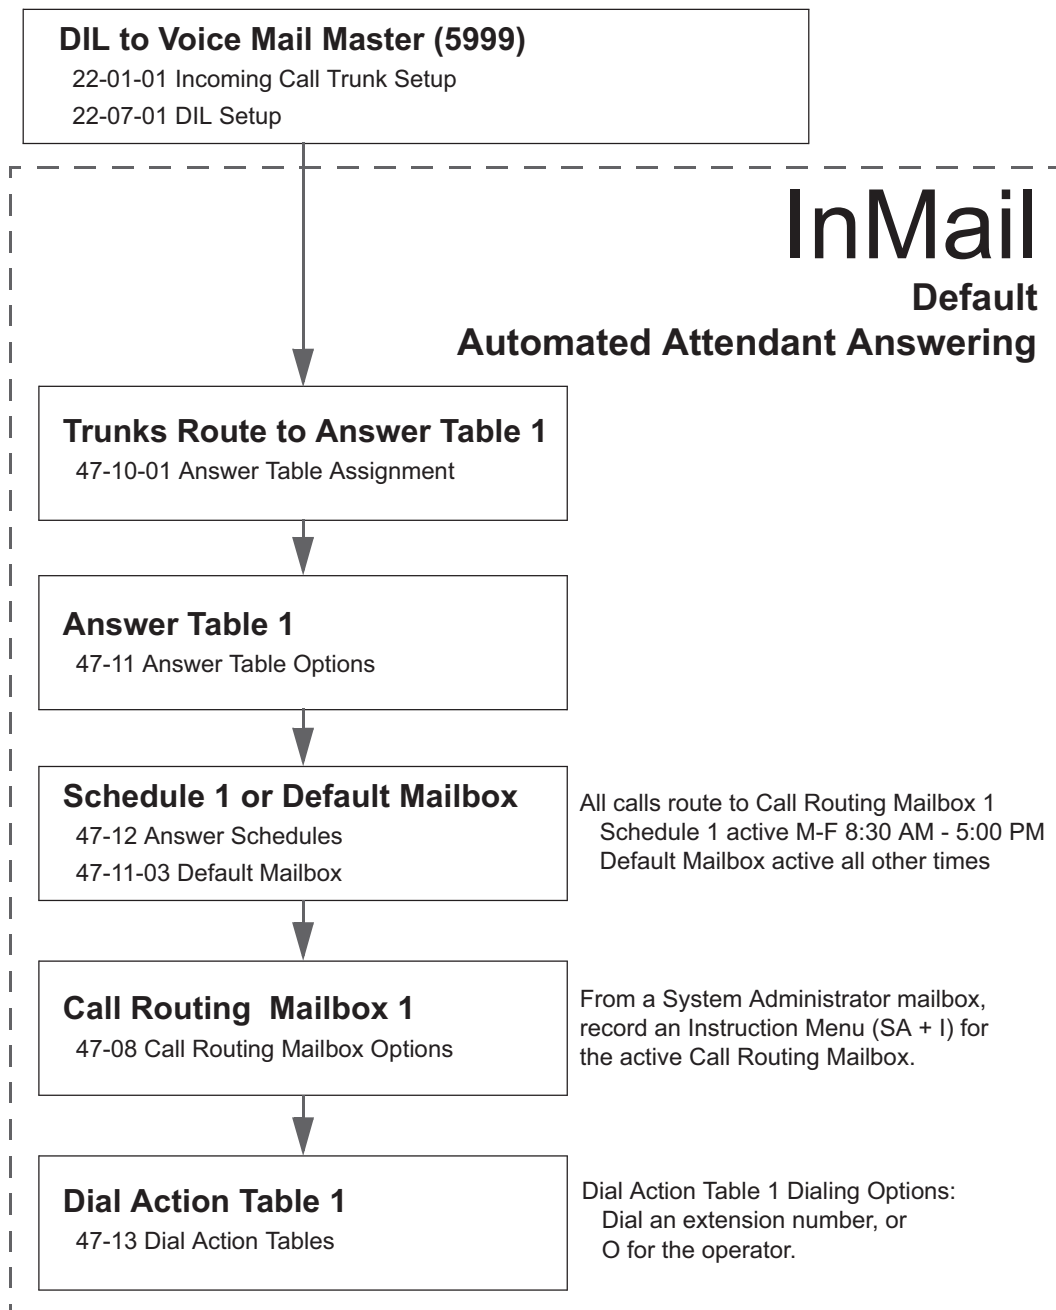 DIL to Voice Mail Master (5999)
22-01-01 Incoming Call Trunk Setup
22-07-01 DIL Setup
InMail
Default
Automated Attendant Answering
Trunks Route to Answer Table 1
47-10-01 Answer Table Assignment
Answer Table 1
47-11 Answer Table Options
Schedule 1 or Default Mailbox
47-12 Answer Schedules
47-11-03 Default Mailbox
All calls route to Call Routing Mailbox 1
Schedule 1 active M-F 8:30 AM - 5:00 PM
Default Mailbox active all other times
Call Routing Mailbox 1
47-08 Call Routing Mailbox Options
From a System Administrator mailbox,
record an Instruction Menu (SA + I) for
the active Call Routing Mailbox.
Dial Action Table 1
47-13 Dial Action Tables
Dial Action Table 1 Dialing Options:
Dial an extension number, or
O for the operator.